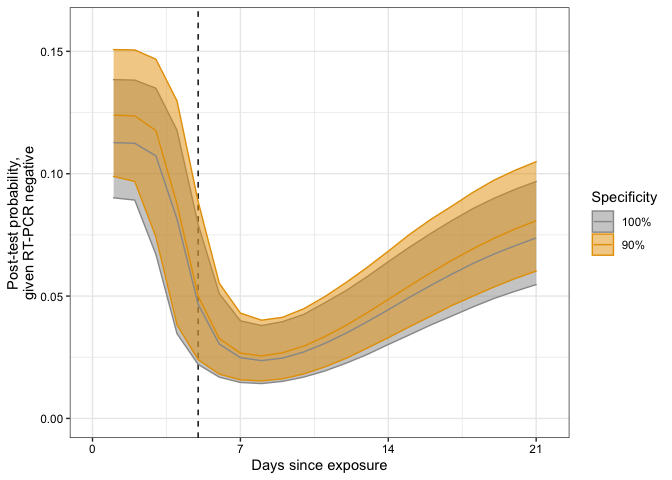 Post-test probability,
given RT-PCR negative
0.15
0.10
0.05
0.00
0
7
14
21
Days since exposure
Specificity
100%
90%